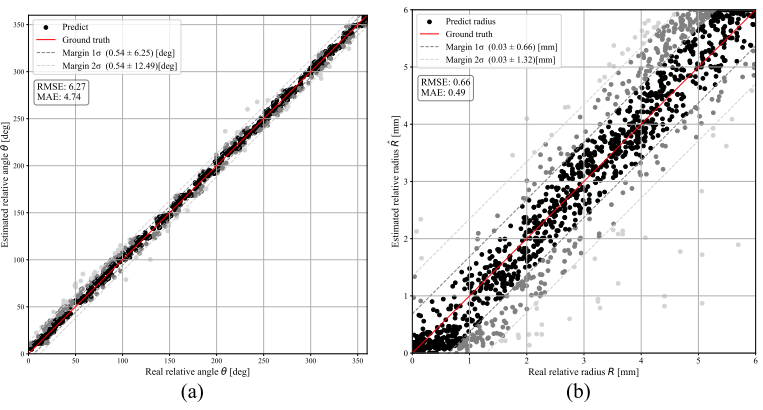 Predict
Ground truth
Margin 1σ (0.54 ± 6.25) [deg]
Margin 2σ (0.54 ± 12.49)[deg]
RMSE: 6.27
MAE: 4.74
Estimated relative angle θ̂ [deg]
350
300
250
200
150
100
50
0
0 50 100 150 200 250 300 350
Real relative angle θ [deg]
(a)
Predict radius
Ground truth
Margin 1σ (0.03 ± 0.66) [mm]
Margin 2σ (0.03 ± 1.32)[mm]
RMSE: 0.66
MAE: 0.49
Estimated relative radius R̂ [mm]
6
5
4
3
2
1
0
0 1 2 3 4 5 6
Real relative radius R [mm]
(b)